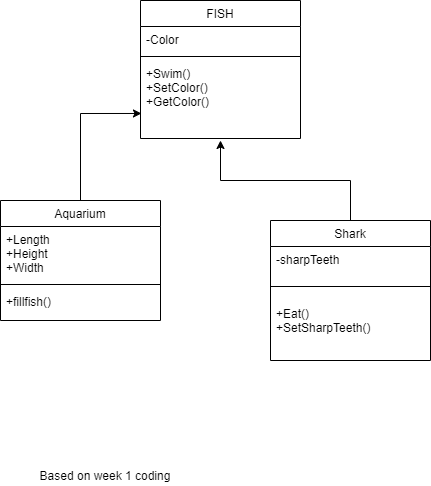 FISH
-Color
+Swim()
+SetColor()
+GetColor()
Aquarium
+Length
+Height
+Width
+fillfish()
Shark
-sharpTeeth
+Eat()
+SetSharpTeeth()
Based on week 1 coding